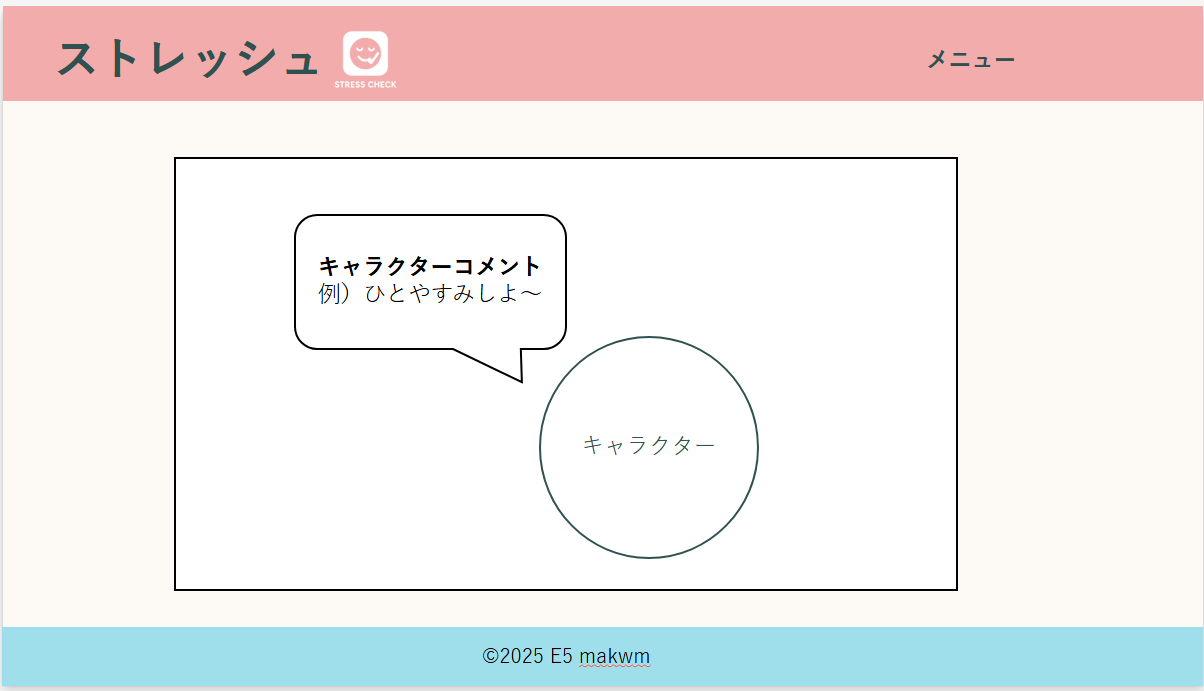 ストレッシュ
STRESS CHECK
メニュー
キャラクターコメント
例）ひとやすみしよ～
キャラクター
©2025 E5 makwm